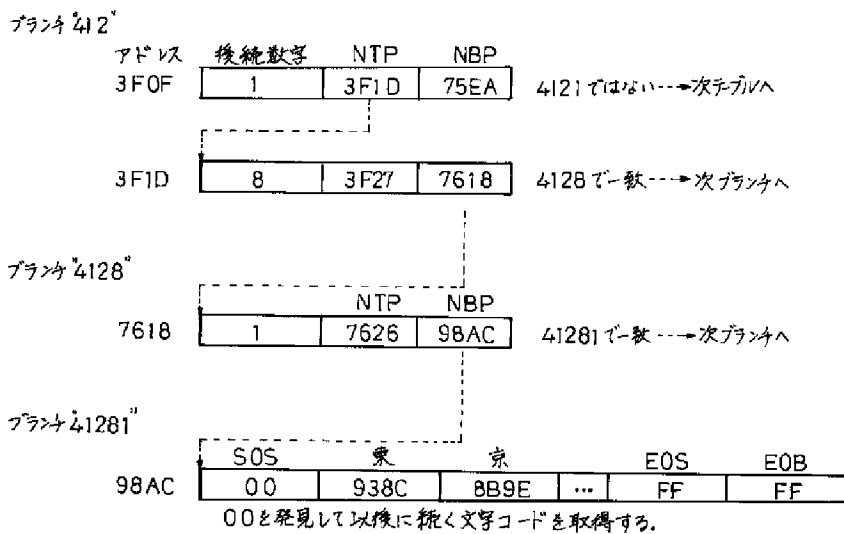 ブランチ"412"
アドレス 後続数字 NTP NBP
3F0F 1 3F1D 75EA 4121ではない---→次テーブルへ
3F1D 8 3F27 7618 4128で一致---→次ブランチへ
ブランチ"4128"
NTP NBP
7618 1 7626 98AC 41281で一致---→次ブランチへ
ブランチ"41281"
SOS 東 京 EOS EOB
98AC 00 938C 8B9E … FF FF
00を発見して以後に続く文字コードを取得する.